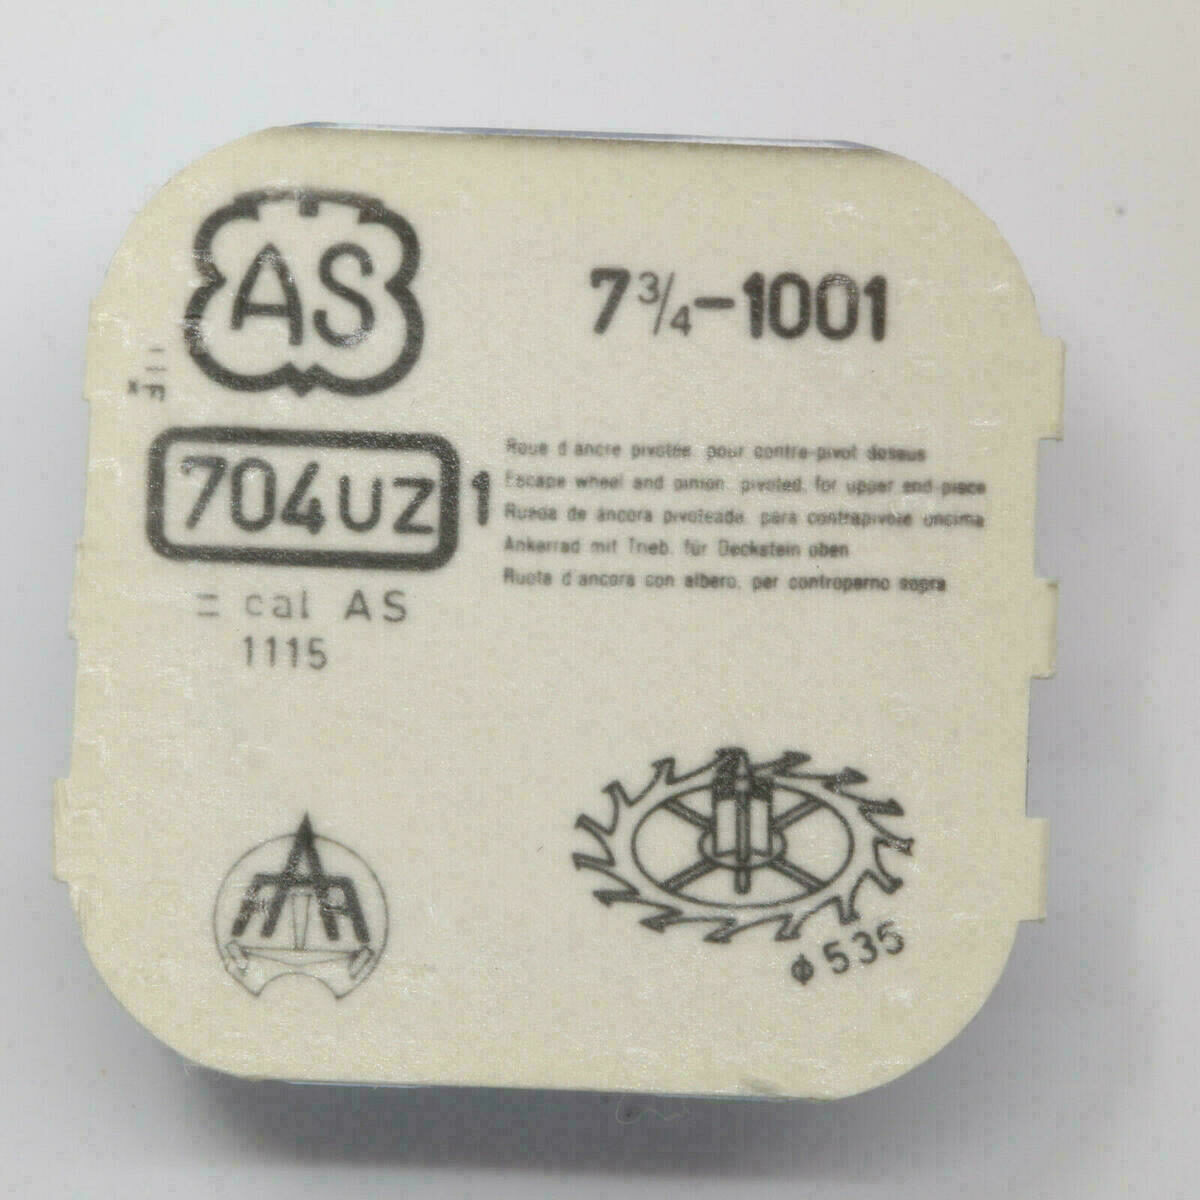 AS
7 3/4-1001
704UZ 1
Roue d'ancre pivotée, pour contre-pivot dessus
Escape wheel and pinion, pivoted, for upper end-piece
Rueda de áncora pivoteada, para contrapivote encima
Ankerrad mit Trieb, für Deckstein oben
Ruota d'ancora con albero, per controperno sopra
= cal AS
1115
ϕ 535